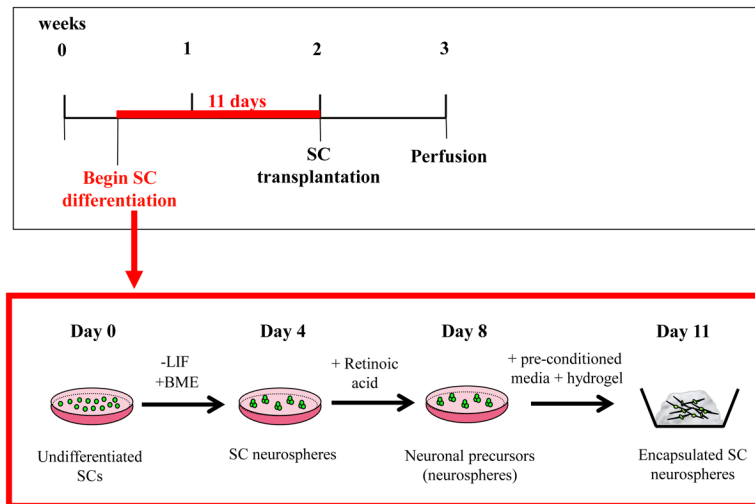 weeks
0 1 2 3
11 days
Begin SC
differentiation
SC
transplantation
Perfusion
Day 0 Day 4 Day 8 Day 11
-LIF
+BME
+ Retinoic
acid
+ pre-conditioned
media + hydrogel
Undifferentiated
SCs
SC neurospheres
Neuronal precursors
(neurospheres)
Encapsulated SC
neurospheres